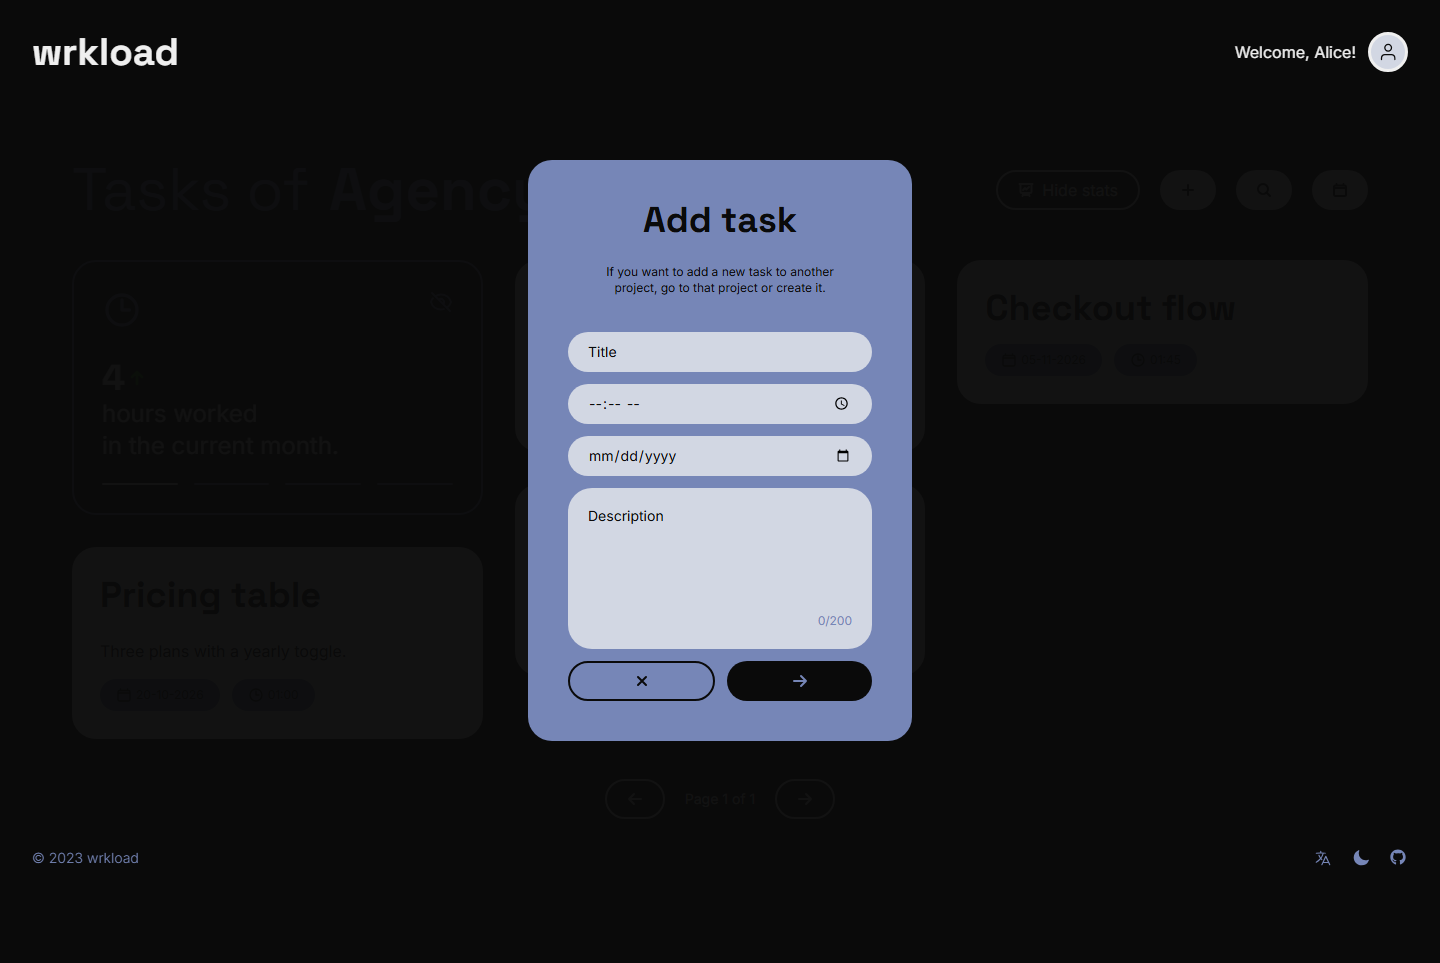 wrkload
Welcome, Alice!
Tasks of Agency
Hide stats
Add task
If you want to add a new task to another
project, go to that project or create it.
Title
--:-- --
mm/dd/yyyy
Description
0/200
4
hours worked
in the current month.
Checkout flow
Pricing table
Three plans with a yearly toggle.
Page 1 of 1
© 2023 wrkload